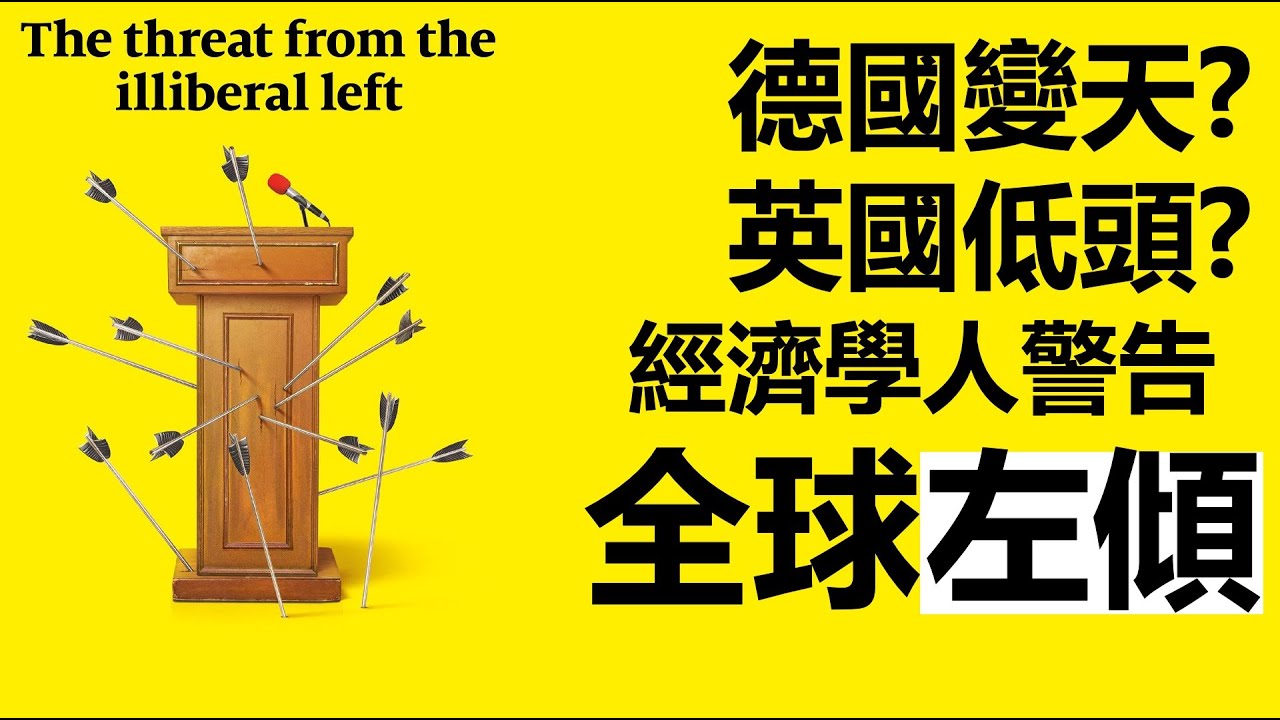 The threat from the
illiberal left
德國變天?
英國低頭?
經濟學人警告
全球左傾